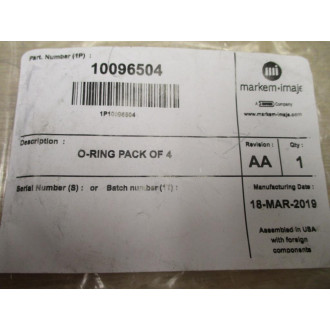 Part. Number (1P) :
10096504
1P10096504
mi
markem-imaje
A DOVER Company
www.markem-imaje.com
Description :
O-RING PACK OF 4
Revision :
AA
Qty :
1
Serial Number (S) : or Batch number (1T) :
Manufacturing Date :
18-MAR-2019
Assembled in USA
with foreign
components